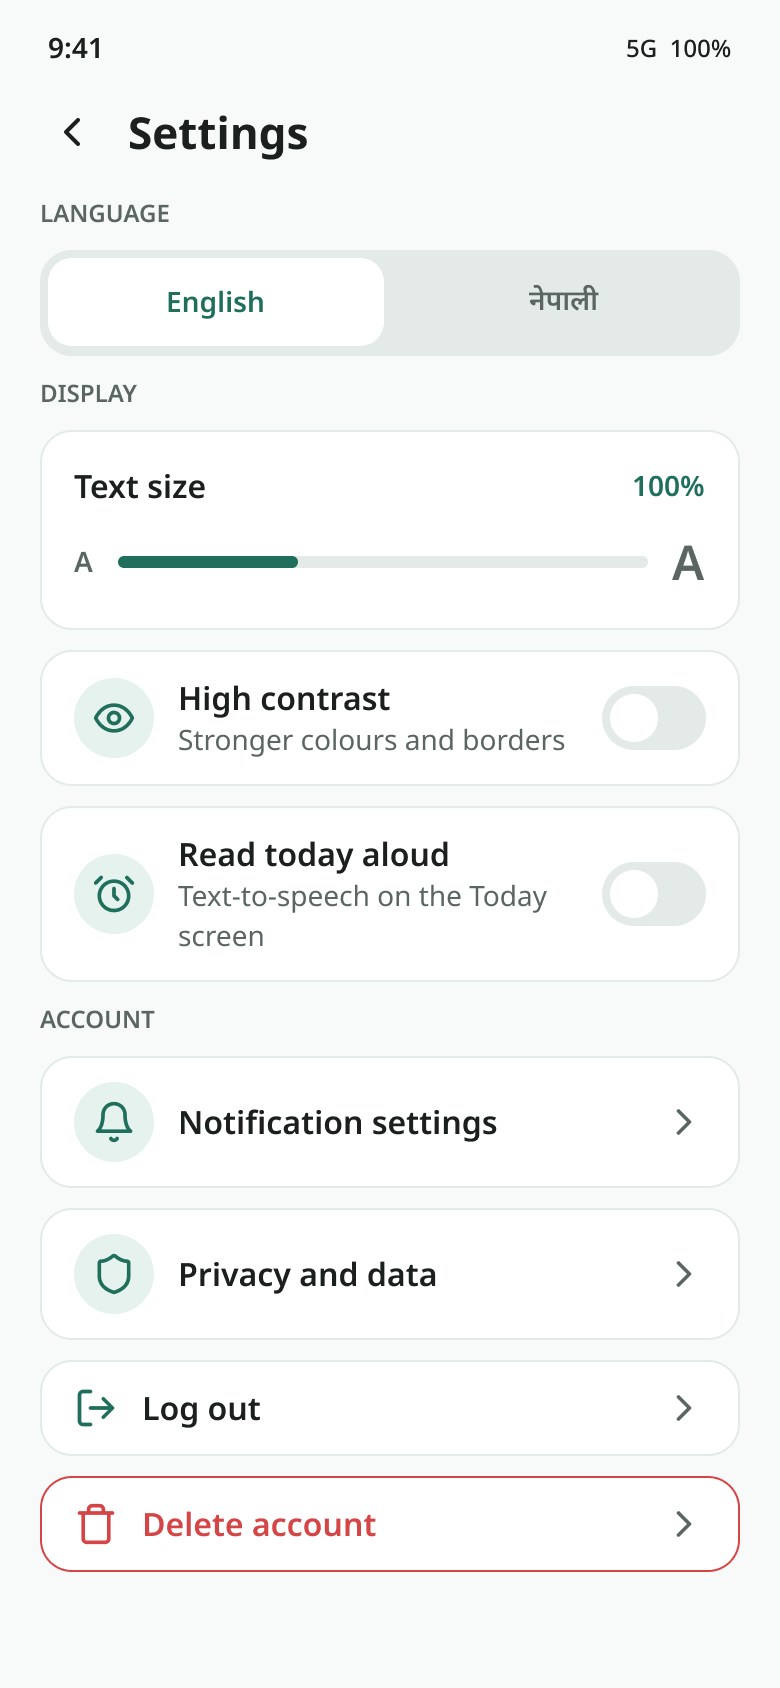 9:41
5G 100%
Settings
LANGUAGE
English
नेपाली
DISPLAY
Text size
100%
A
A
High contrast
Stronger colours and borders
Read today aloud
Text-to-speech on the Today
screen
ACCOUNT
Notification settings
Privacy and data
Log out
Delete account